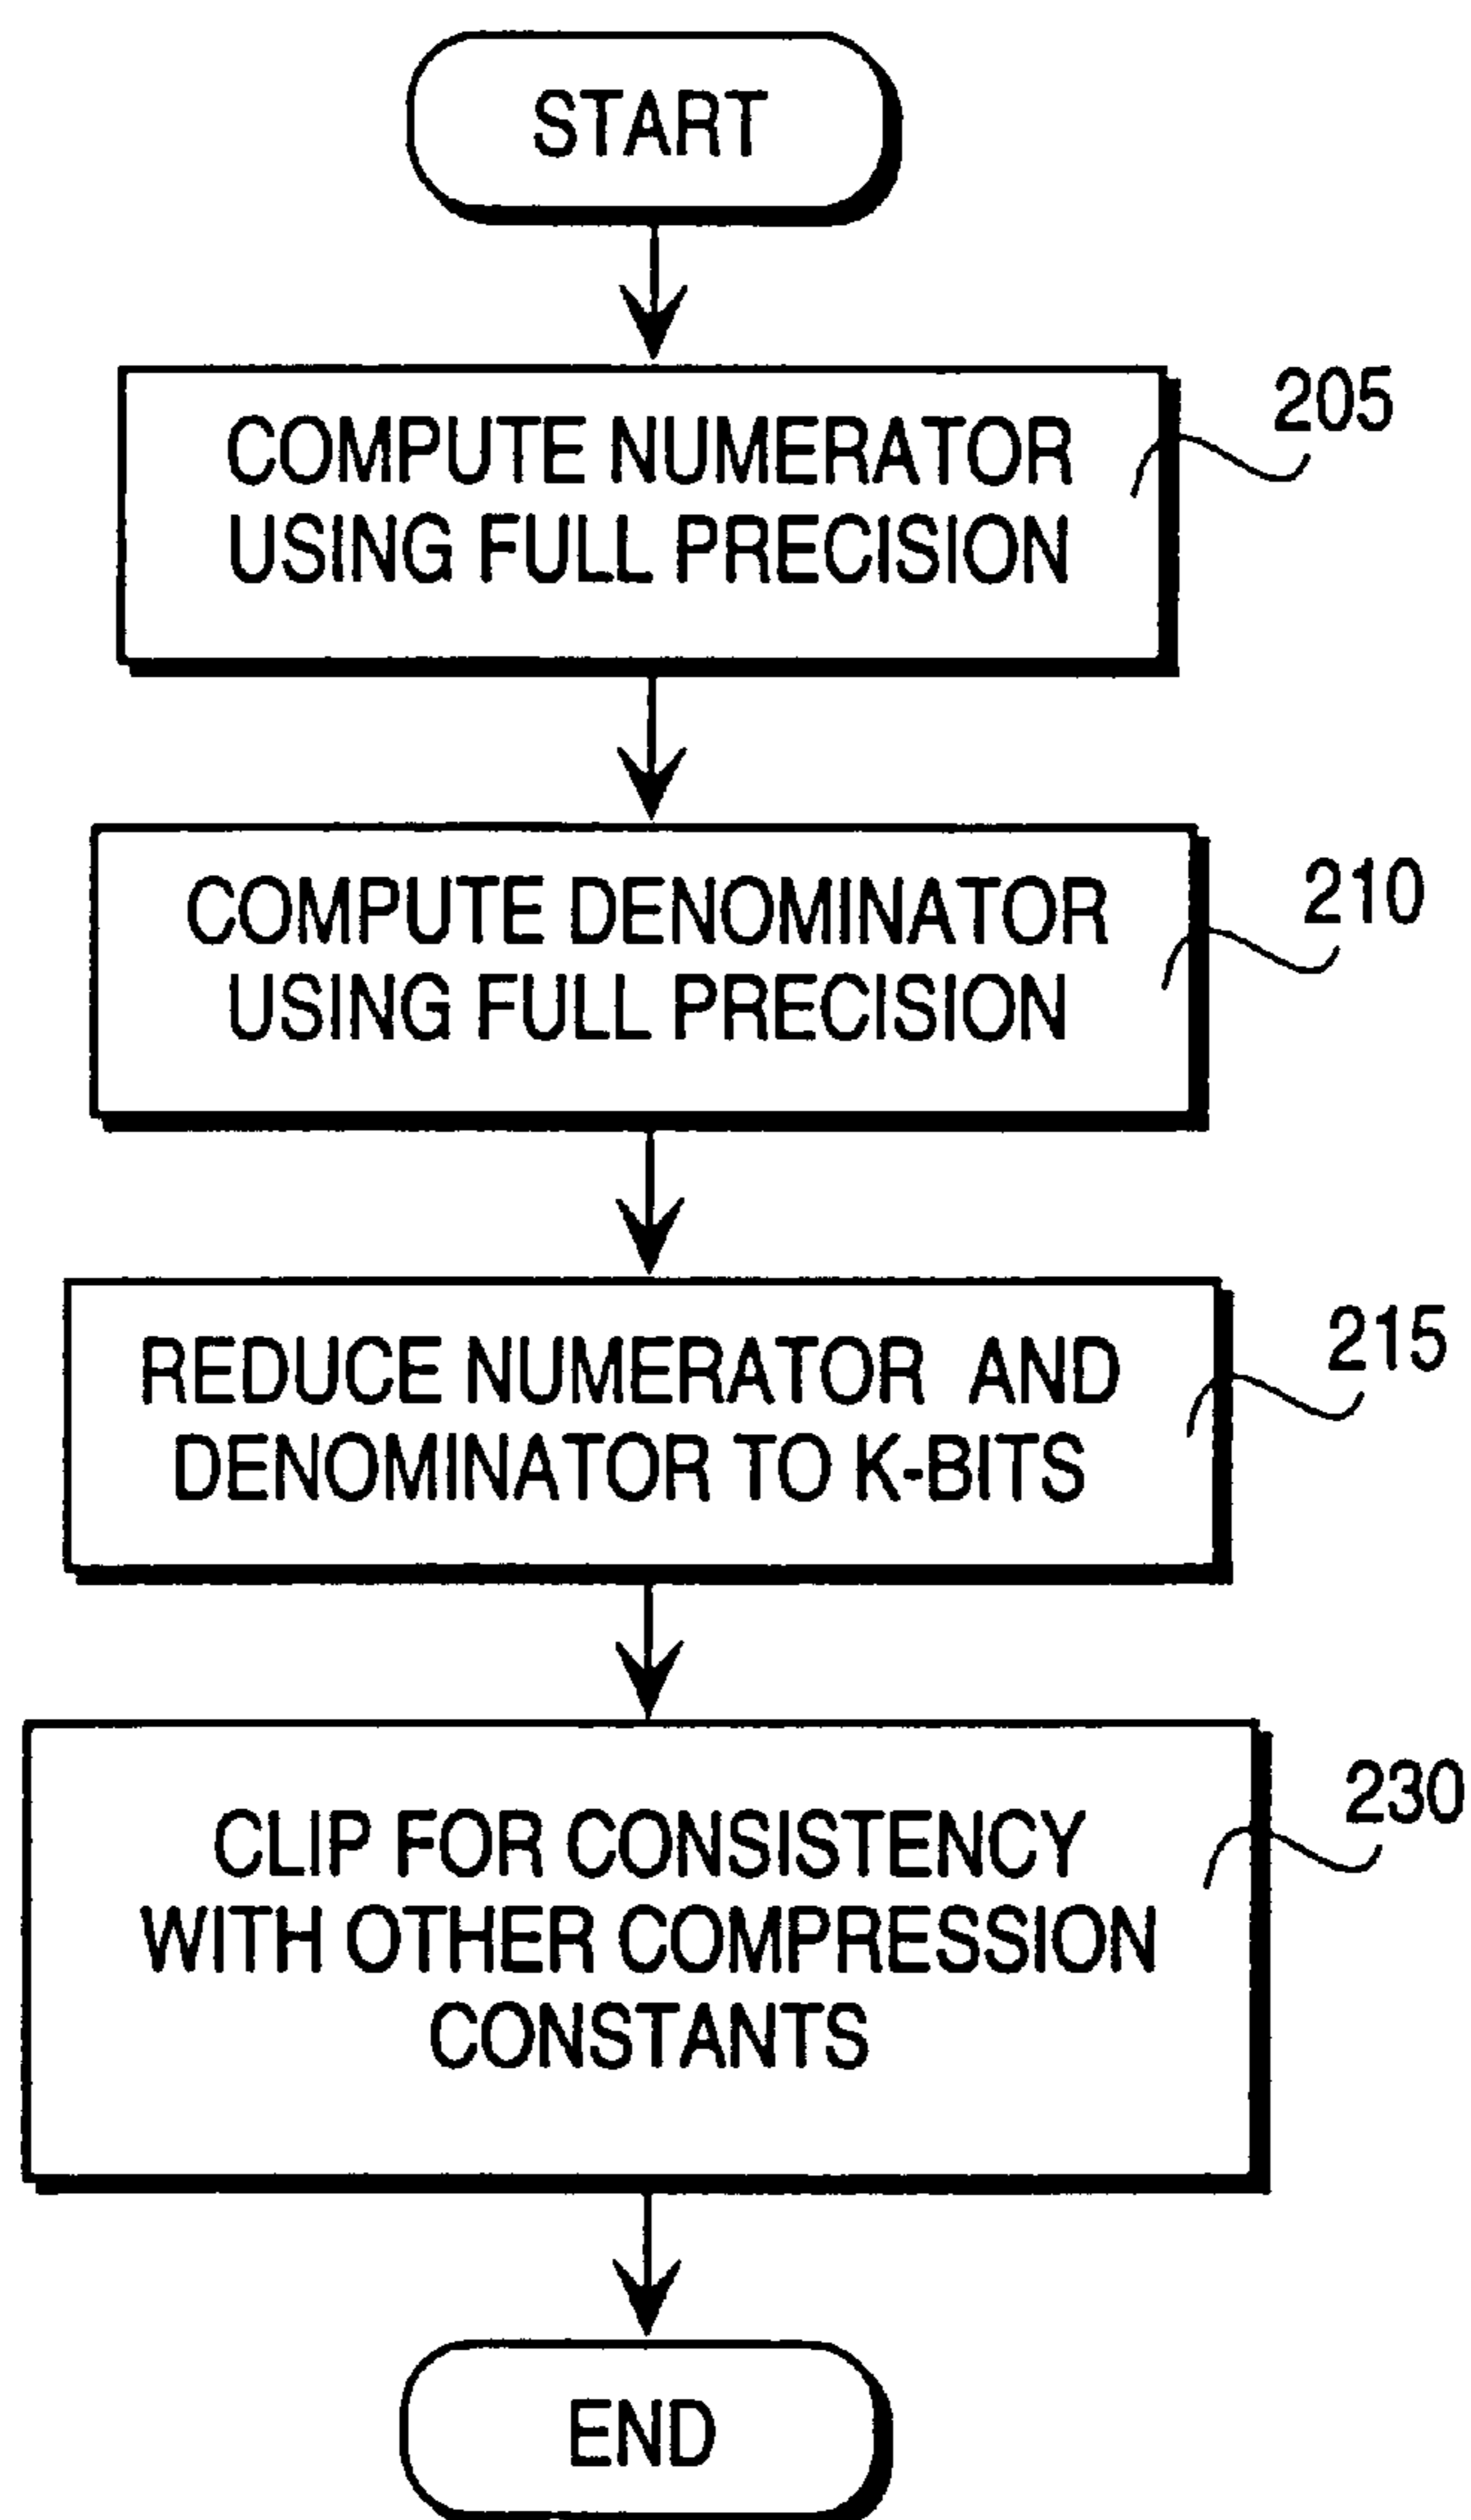 START
COMPUTE NUMERATOR
USING FULL PRECISION
205
COMPUTE DENOMINATOR
USING FULL PRECISION
210
REDUCE NUMERATOR AND
DENOMINATOR TO K-BITS
215
CLIP FOR CONSISTENCY
WITH OTHER COMPRESSION
CONSTANTS
230
END